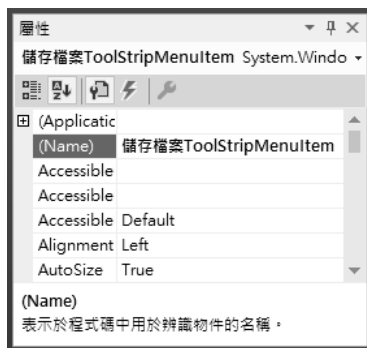 屬性
儲存檔案ToolStripMenuItem System.Windo
(Applicatic
(Name) 儲存檔案ToolStripMenuItem
Accessible
Accessible
Accessible Default
Alignment Left
AutoSize True
(Name)
表示於程式碼中用於辨識物件的名稱。